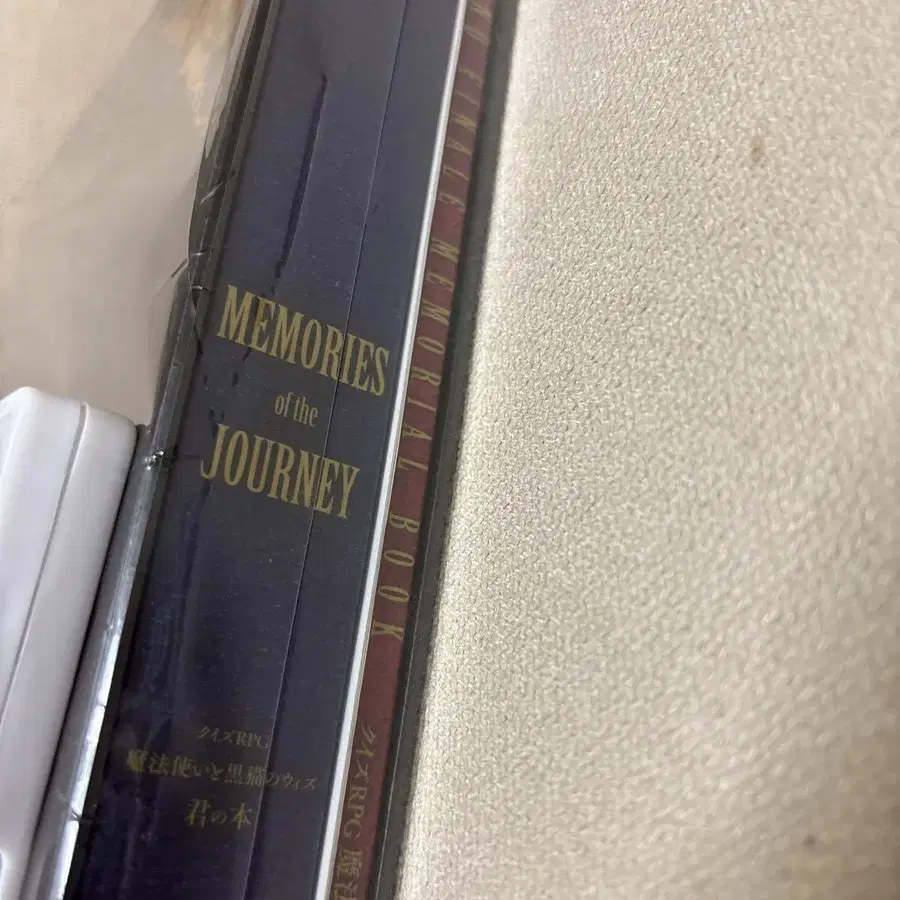 MEMORIES
of the
JOURNEY
クイズRPG
魔法使いと黒猫のウィズ
君の本
FINALE MEMORIAL BOOK
クイズRPG 魔法